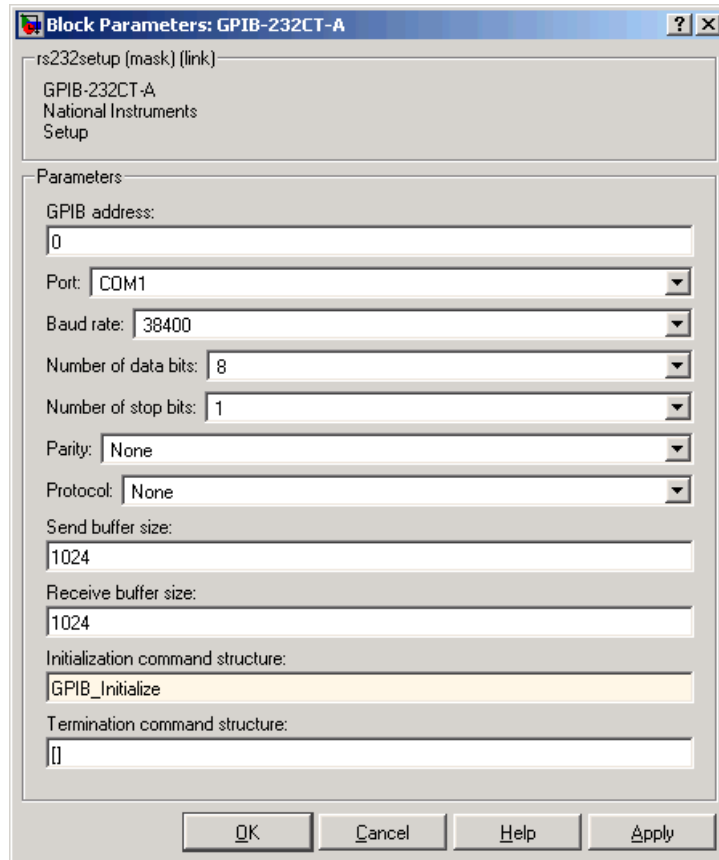 Block Parameters: GPIB-232CT-A
rs232setup (mask) (link)
GPIB-232CT-A
National Instruments
Setup
Parameters
GPIB address:
0
Port: COM1
Baud rate: 38400
Number of data bits: 8
Number of stop bits: 1
Parity: None
Protocol: None
Send buffer size:
1024
Receive buffer size:
1024
Initialization command structure:
GPIB_Initialize
Termination command structure:
[]
OK Cancel Help Apply